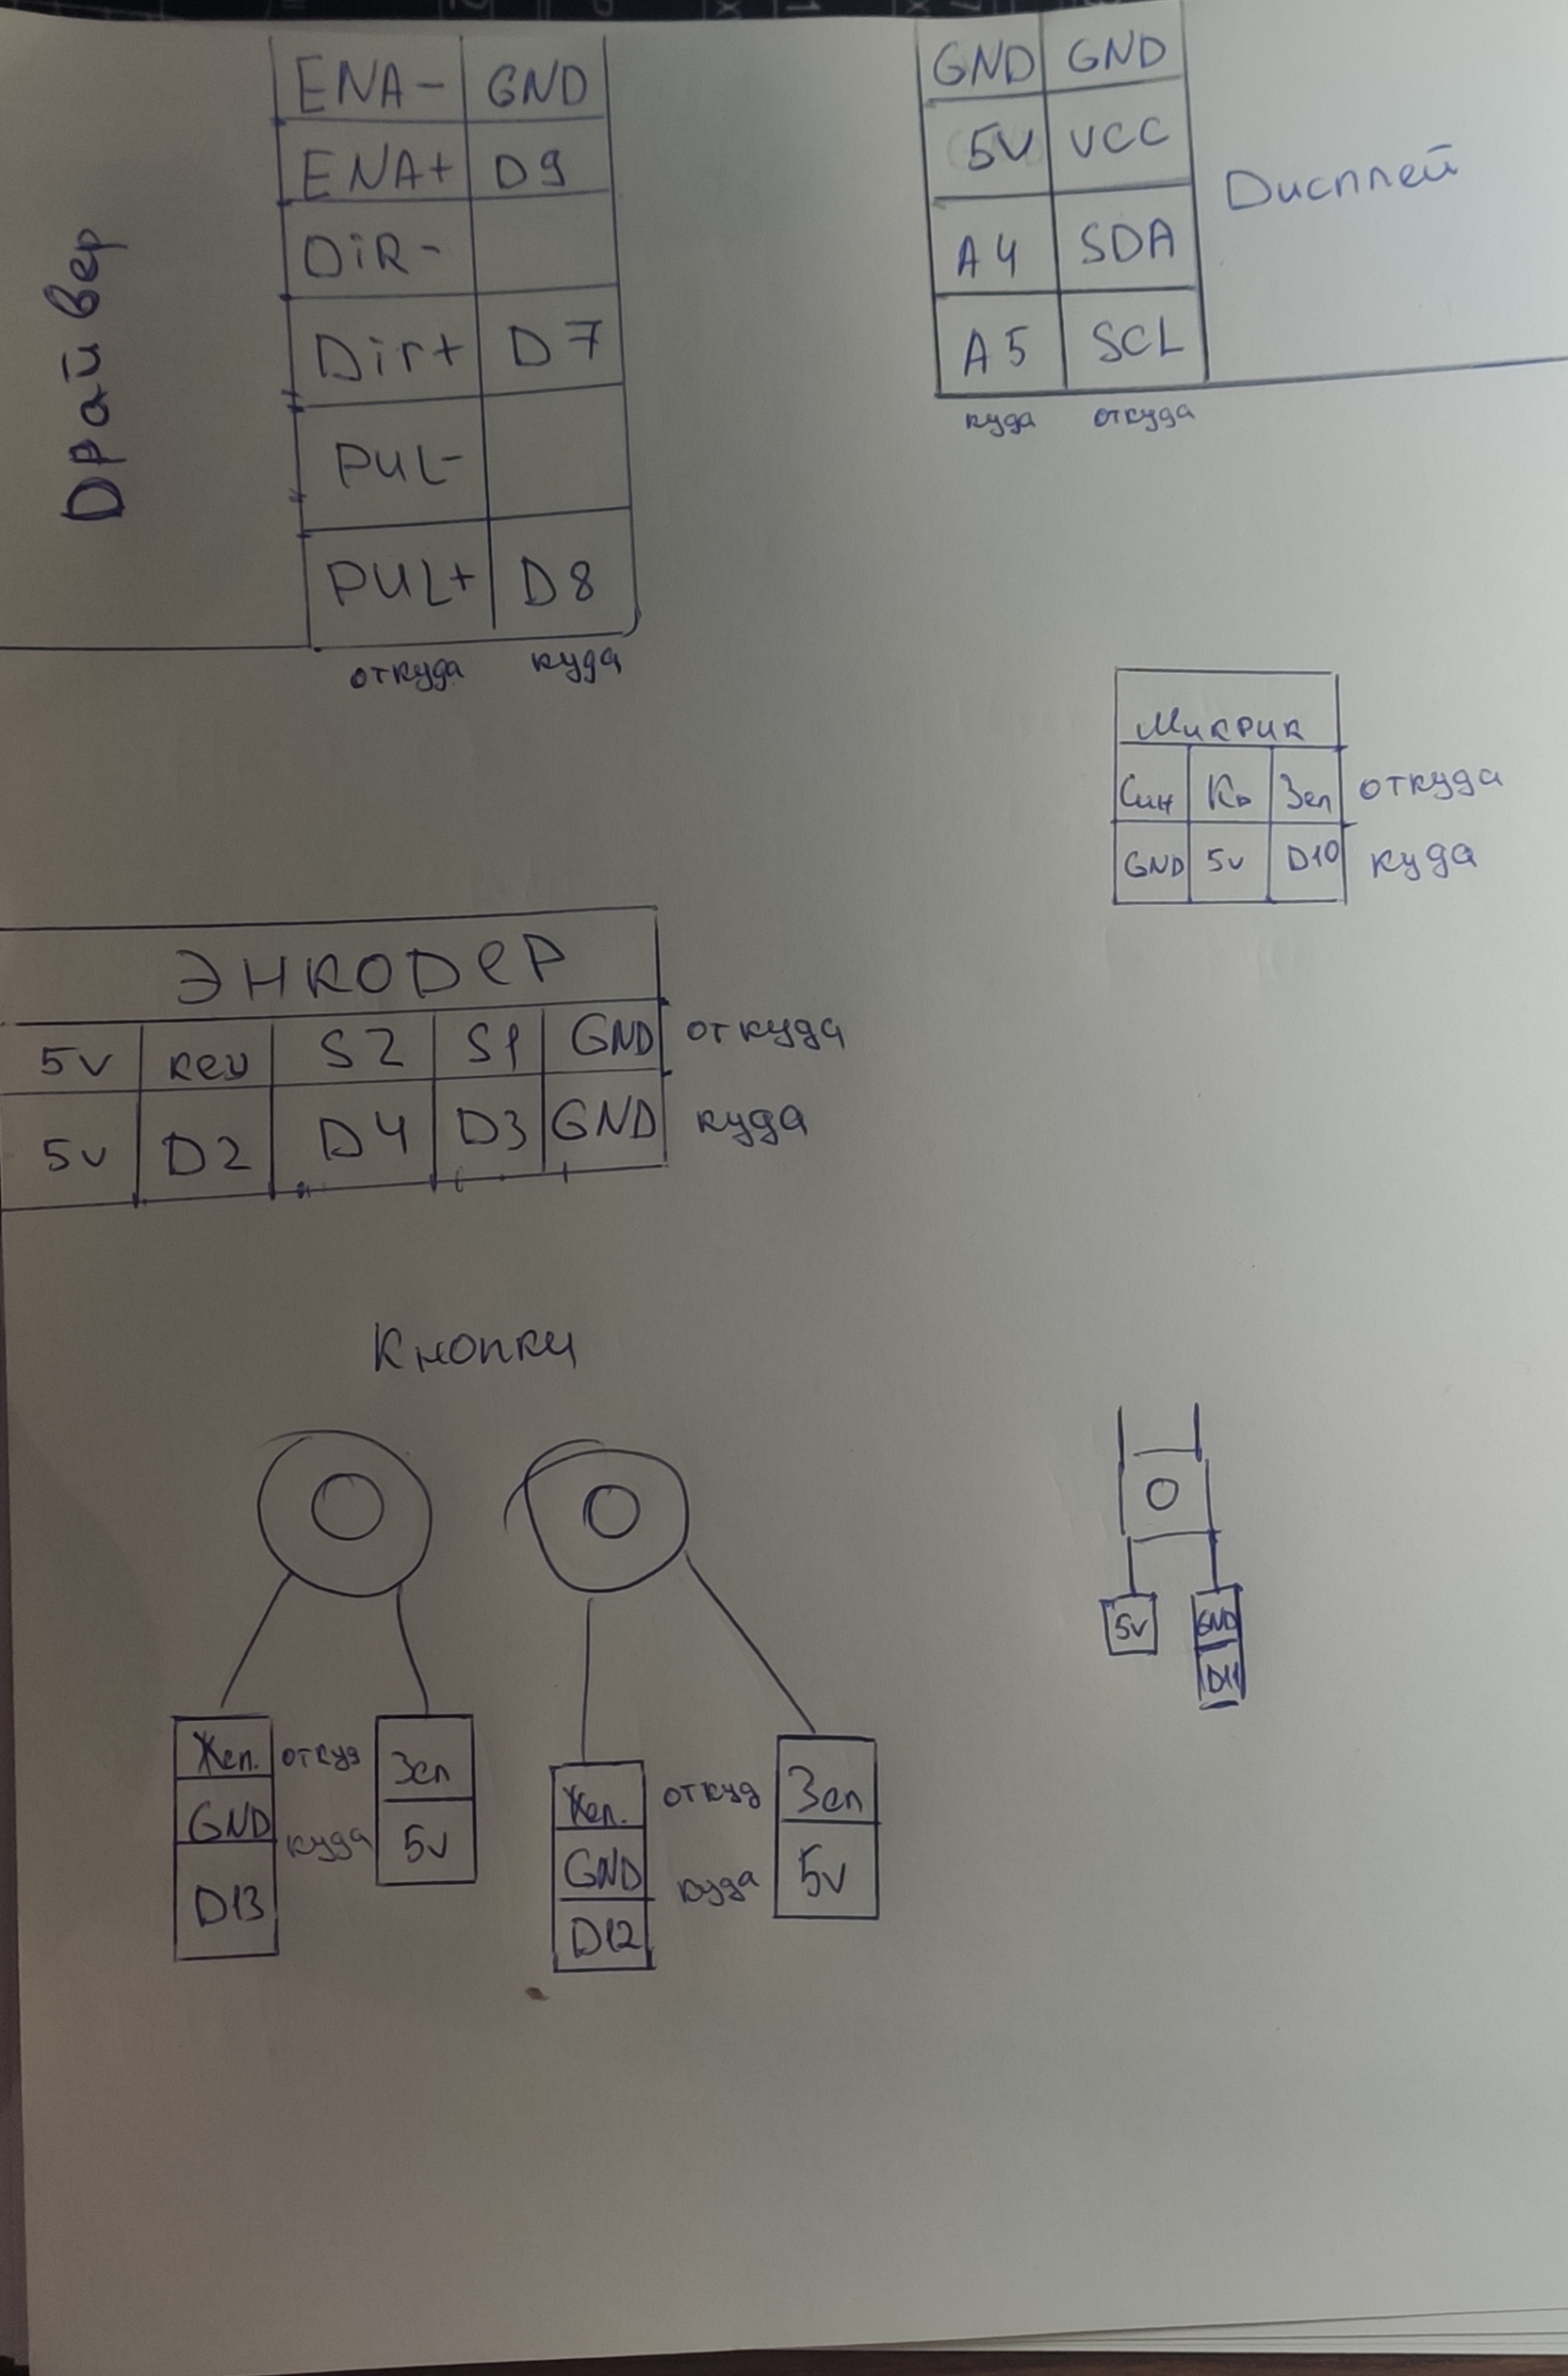 Драйвер
ENA- GND
ENA+ D9
DiR-
Dir+ D7
PUL-
PUL+ D8
откуда куда
GND GND
5V VCC
A4 SDA
A5 SCL
куда откуда
Дисплей
Микрик
Син Кр Зел откуда
GND 5v D10 куда
ЭНКОДеР
5v кеу S2 S1 GND откуда
5v D2 D4 D3 GND куда
Кнопки
Жел. откуд Зел
GND куда 5v
D13
Жел. откуд Зел
GND куда 5v
D12
5v GND
D11